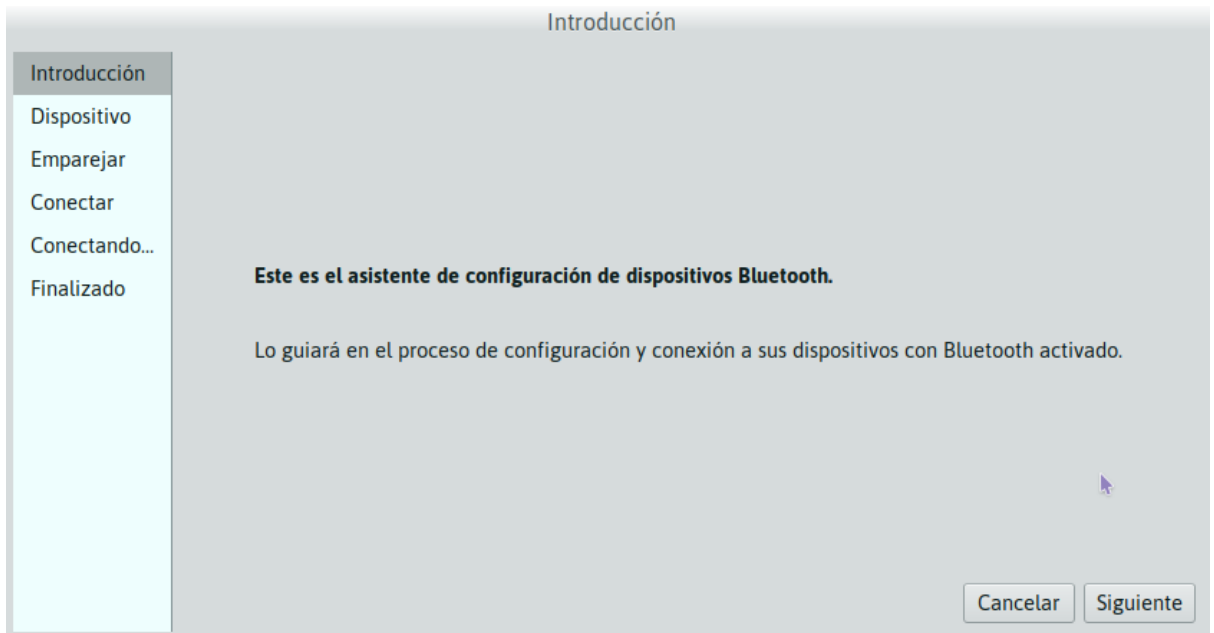 Introducción
Introducción
Dispositivo
Emparejar
Conectar
Conectando...
Finalizado
Este es el asistente de configuración de dispositivos Bluetooth.
Lo guiará en el proceso de configuración y conexión a sus dispositivos con Bluetooth activado.
Cancelar Siguiente